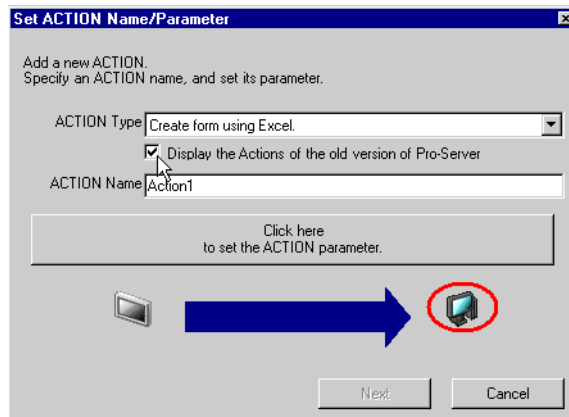 Set ACTION Name/Parameter
Add a new ACTION.
Specify an ACTION name, and set its parameter.
ACTION Type Create form using Excel.
Display the Actions of the old version of Pro-Server
ACTION Name Action1
Click here
to set the ACTION parameter.
Next Cancel